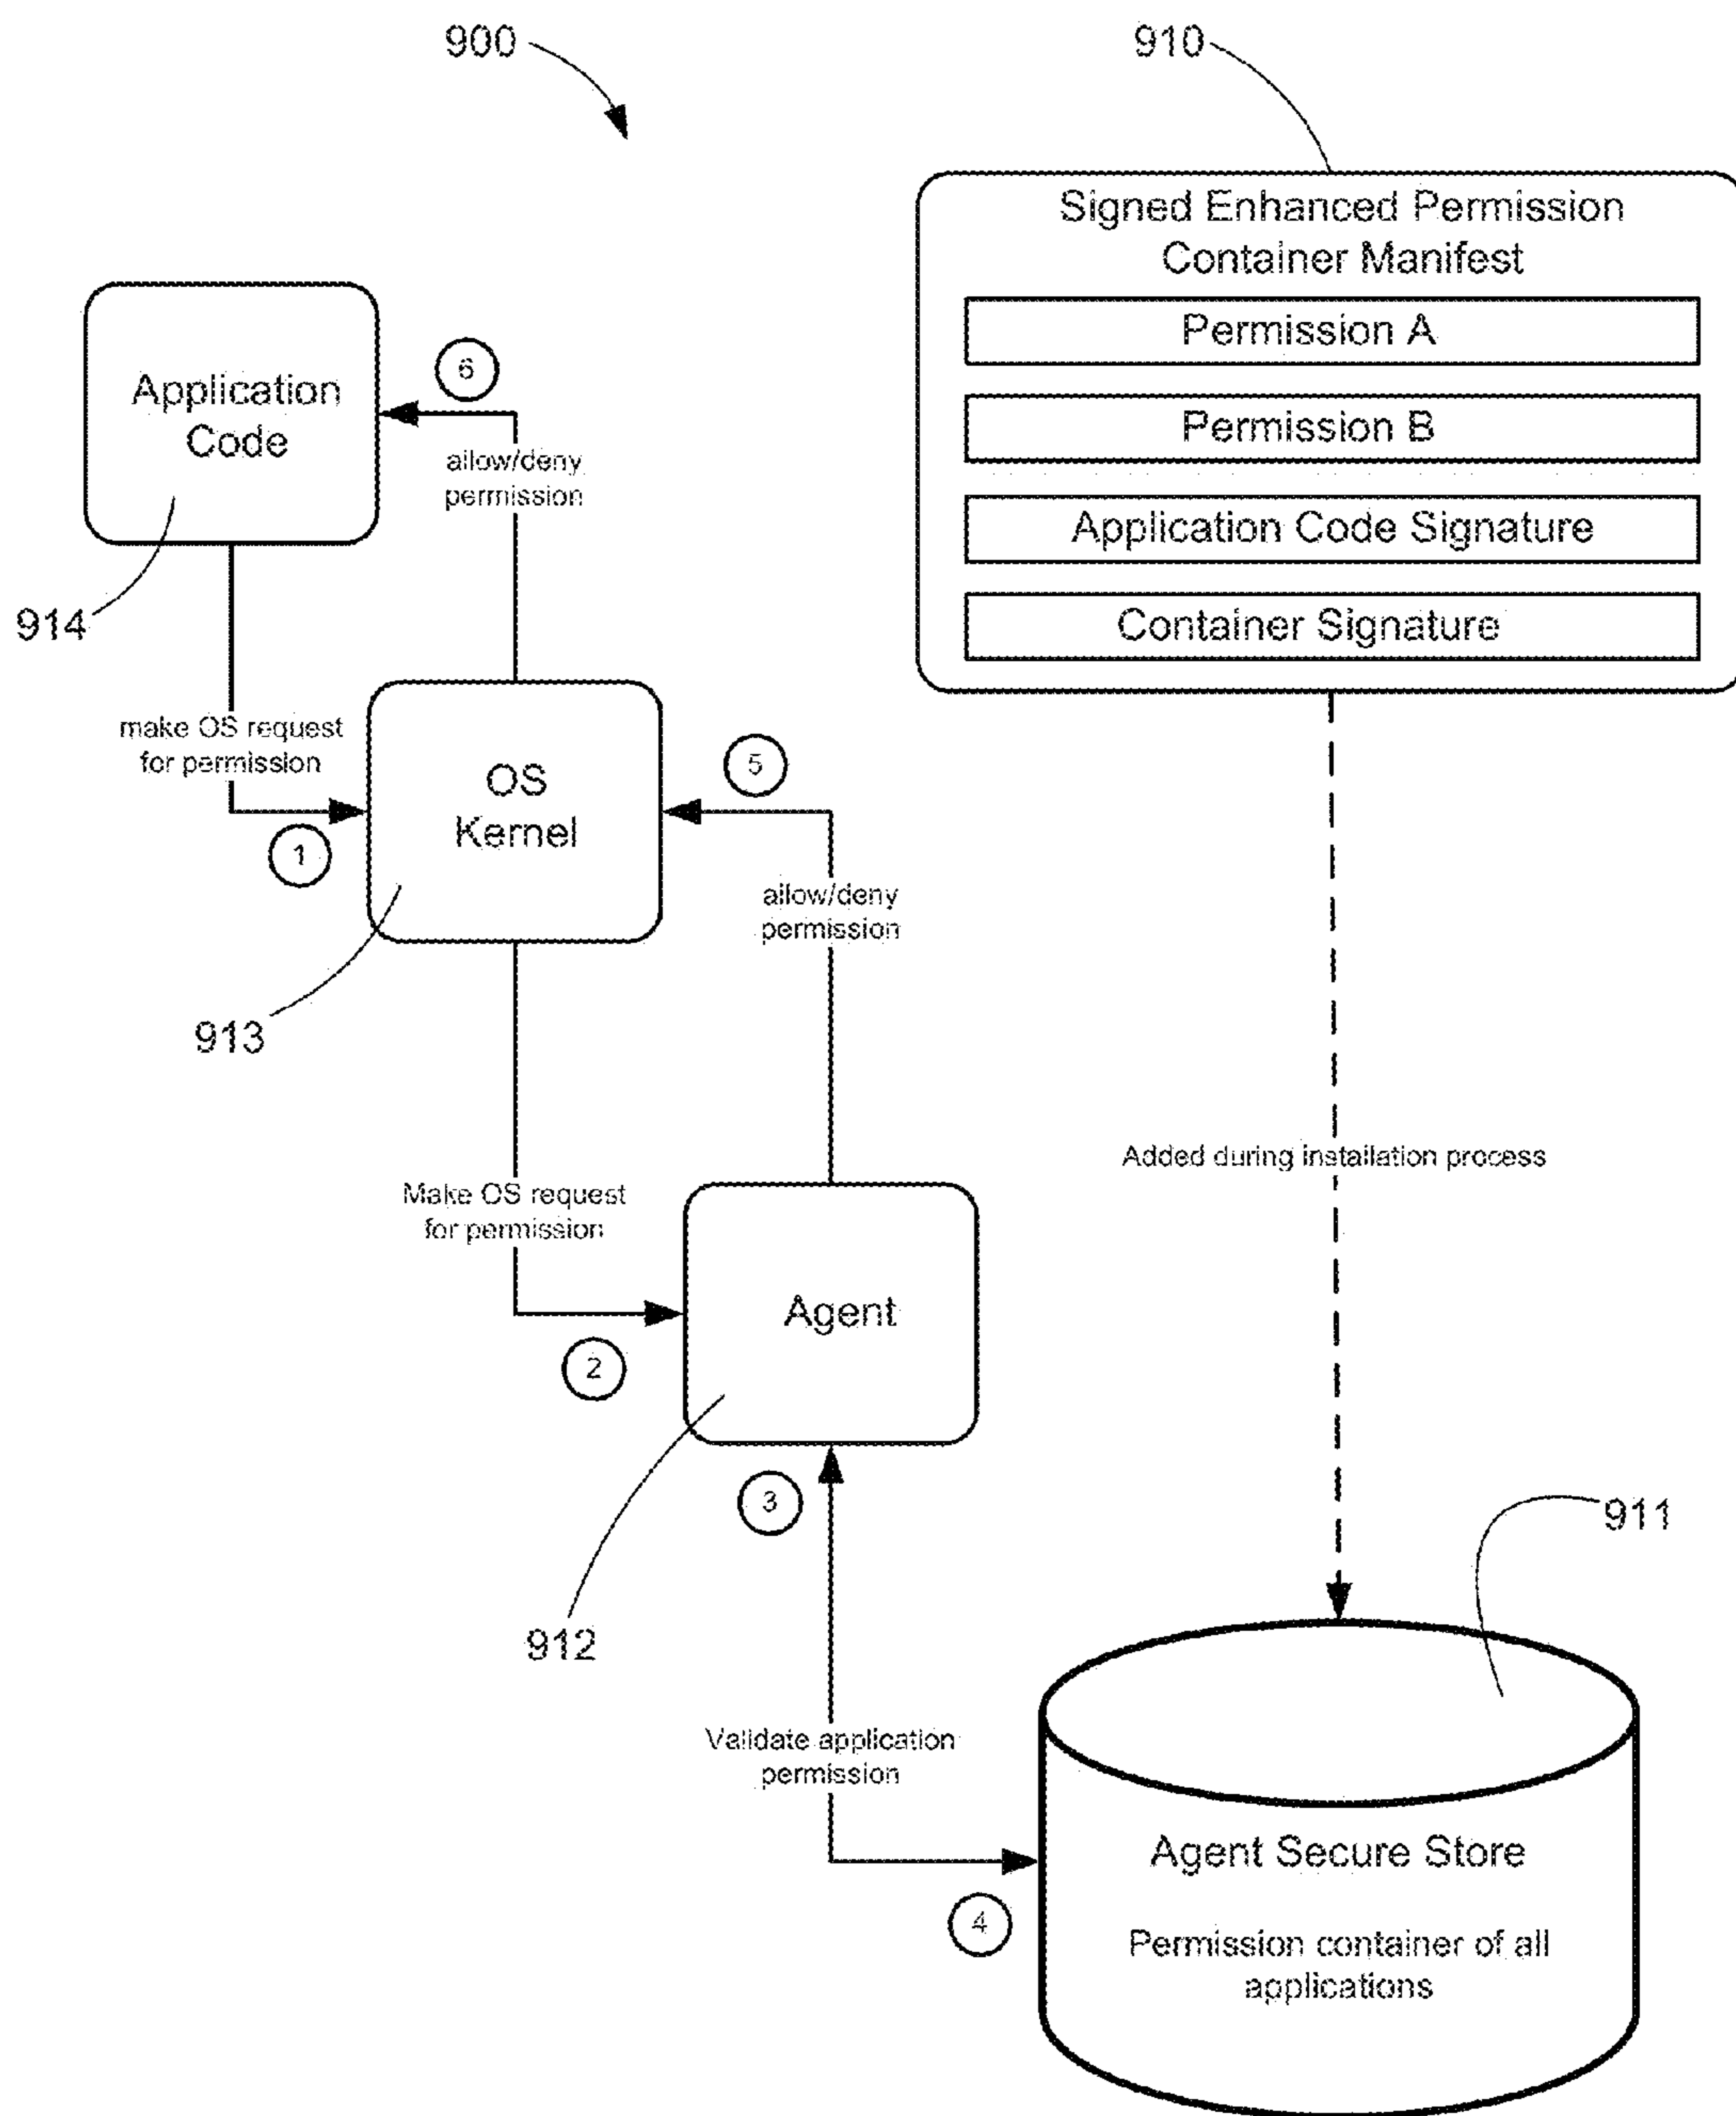 900
910
Signed Enhanced Permission
Container Manifest
Permission A
Permission B
Application Code Signature
Container Signature
Application
Code
6
allow/deny
permission
914
make OS request
for permission
1
OS
Kernel
5
allow/deny
permission
913
Added during installation process
Make OS request
for permission
2
Agent
3
912
911
Validate application
permission
4
Agent Secure Store
Permission container of all
applications